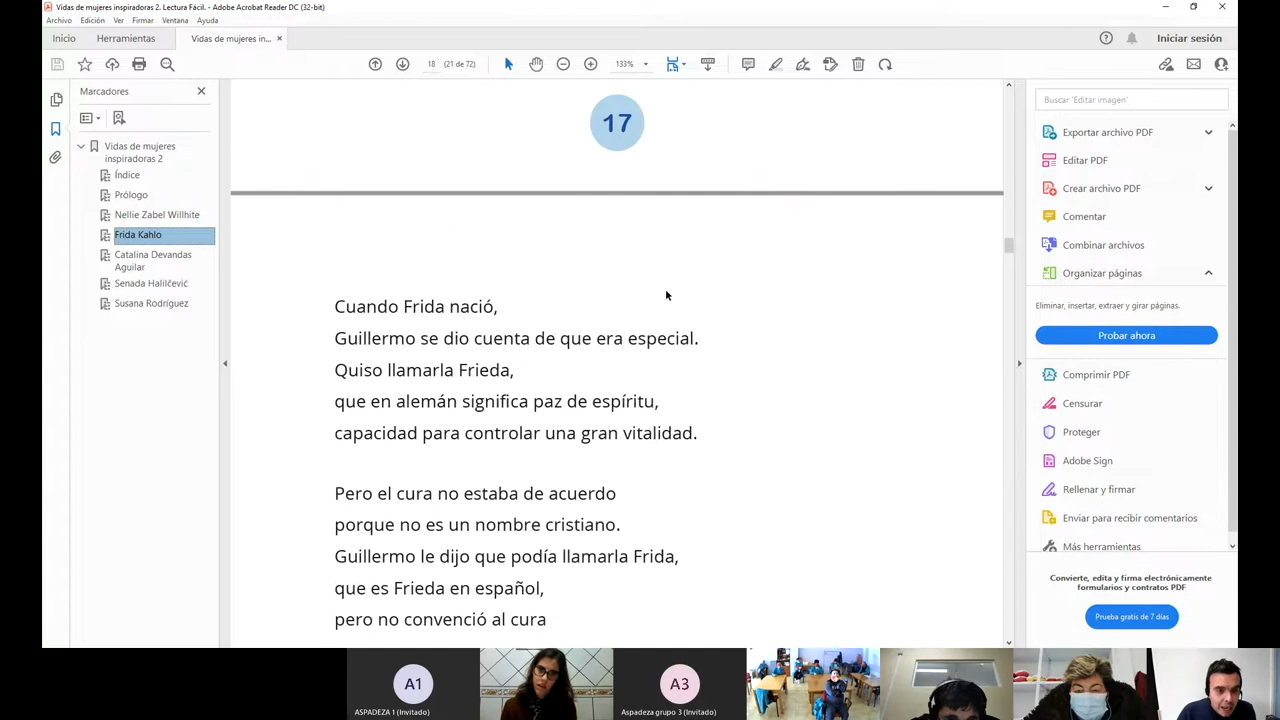 Vidas de mujeres inspiradoras 2. Lectura Fácil. - Adobe Acrobat Reader DC (32-bit)
Archivo Edición Ver Firmar Ventana Ayuda
Inicio Herramientas Vidas de mujeres in... ×
Iniciar sesión
18 (21 de 72) 133%
Marcadores
Vidas de mujeres
inspiradoras 2
Índice
Prólogo
Nellie Zabel Willhite
Frida Kahlo
Catalina Devandas
Aguilar
Senada Halilčević
Susana Rodríguez
17
Cuando Frida nació,
Guillermo se dio cuenta de que era especial.
Quiso llamarla Frieda,
que en alemán significa paz de espíritu,
capacidad para controlar una gran vitalidad.
Pero el cura no estaba de acuerdo
porque no es un nombre cristiano.
Guillermo le dijo que podía llamarla Frida,
que es Frieda en español,
pero no convenció al cura
Buscar 'Editar imagen'
Exportar archivo PDF
Editar PDF
Crear archivo PDF
Comentar
Combinar archivos
Organizar páginas
Eliminar, insertar, extraer y girar páginas.
Probar ahora
Comprimir PDF
Censurar
Proteger
Adobe Sign
Rellenar y firmar
Enviar para recibir comentarios
Más herramientas
Convierte, edita y firma electrónicamente
formularios y contratos PDF
Prueba gratis de 7 días
A1
ASPADEZA 1 (Invitado)
A3
Aspadeza grupo 3 (Invitado)